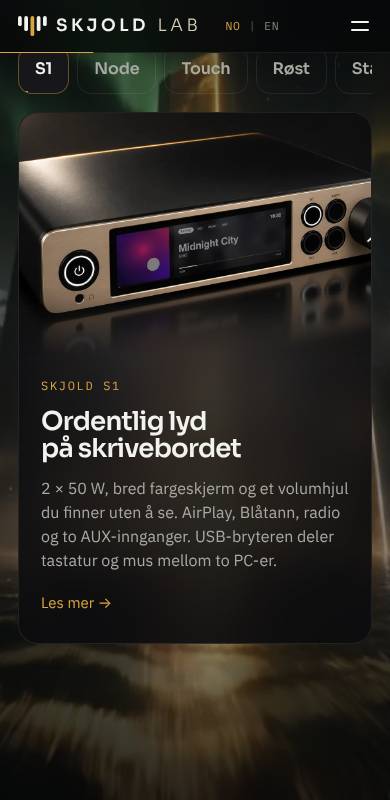 SKJOLD LAB NO | EN
S1 Node Touch Røst Sta
Midnight City
SKJOLD S1
Ordentlig lyd
på skrivebordet
2 × 50 W, bred fargeskjerm og et volumhjul
du finner uten å se. AirPlay, Blåtann, radio
og to AUX-innganger. USB-bryteren deler
tastatur og mus mellom to PC-er.
Les mer →